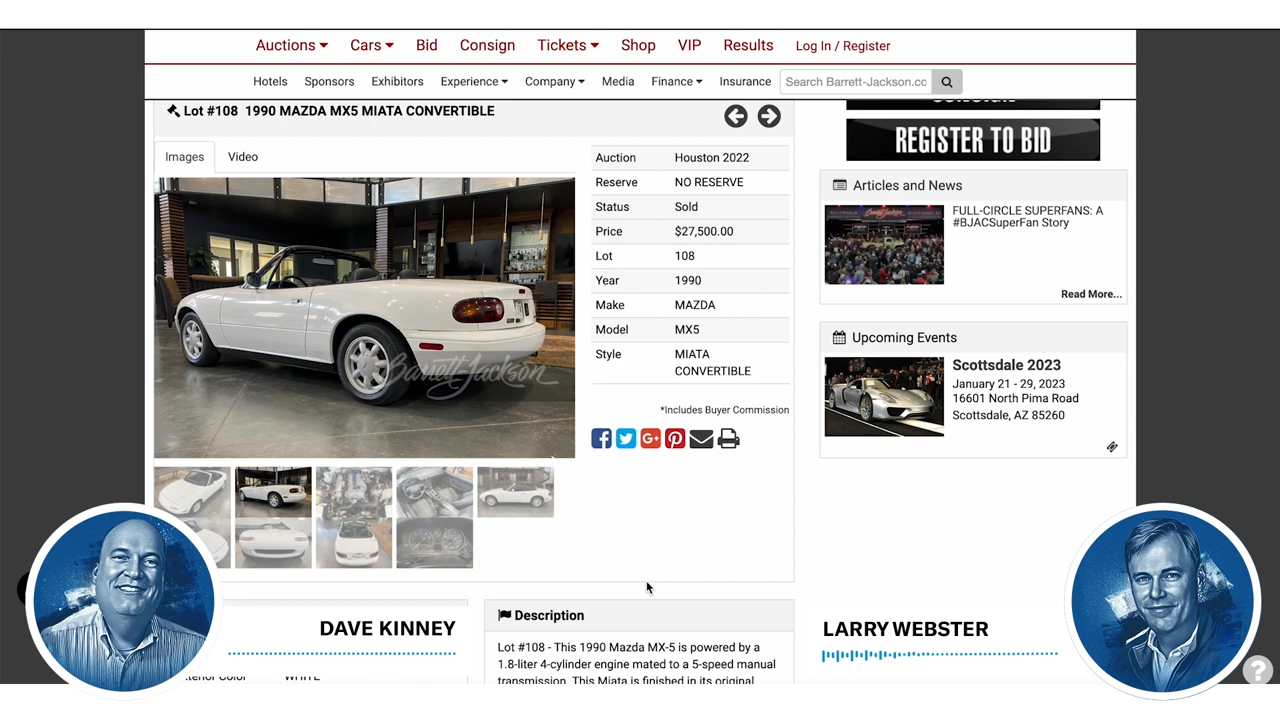 Auctions Cars Bid Consign Tickets Shop VIP Results Log In / Register
Hotels Sponsors Exhibitors Experience Company Media Finance Insurance Search Barrett-Jackson.cc
Lot #108 1990 MAZDA MX5 MIATA CONVERTIBLE
Images Video
Auction Houston 2022
Reserve NO RESERVE
Status Sold
Price $27,500.00
Lot 108
Year 1990
Make MAZDA
Model MX5
Style MIATA
CONVERTIBLE
*Includes Buyer Commission
Barrett-Jackson
REGISTER TO BID
Articles and News
FULL-CIRCLE SUPERFANS: A
#BJACSuperFan Story
Read More...
Upcoming Events
Scottsdale 2023
January 21 - 29, 2023
16601 North Pima Road
Scottsdale, AZ 85260
DAVE KINNEY
WHITE
Description
Lot #108 - This 1990 Mazda MX-5 is powered by a
1.8-liter 4-cylinder engine mated to a 5-speed manual
transmission. This Miata is finished in its original
LARRY WEBSTER
?